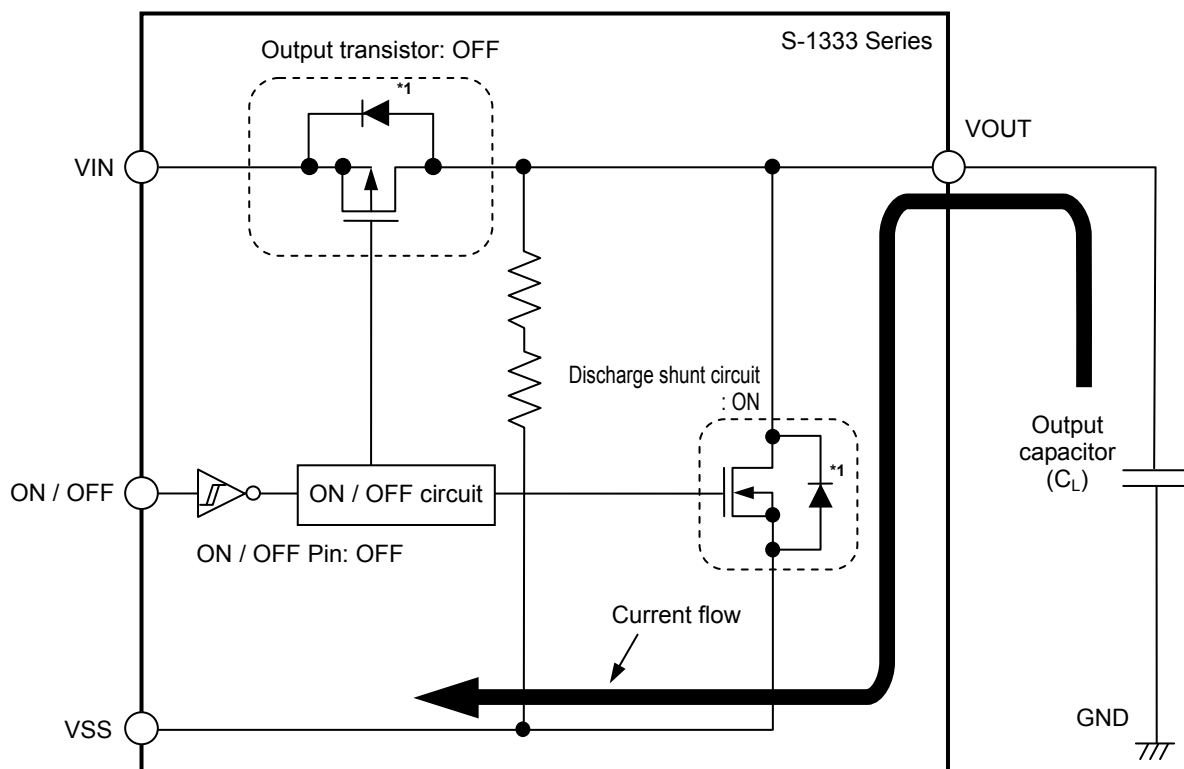 S-1333 Series
Output transistor: OFF
*1
VOUT
VIN
Discharge shunt circuit
: ON
*1
Output
capacitor
(CL)
ON / OFF
ON / OFF circuit
ON / OFF Pin: OFF
Current flow
GND
VSS